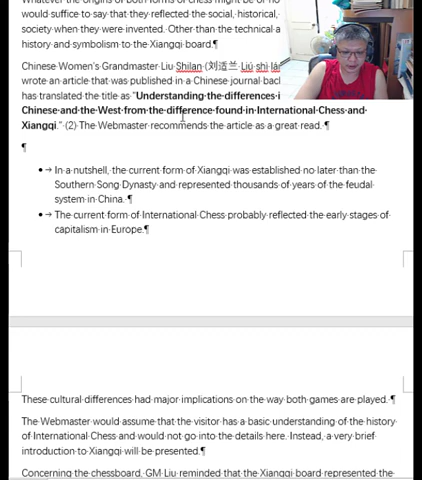 Whatever the origins of both forms of chess might be or no
would suffice to say that they reflected the social, historical,
society when they were invented. Other than the technical a
history and symbolism to the Xiangqi board.¶
Chinese Women's Grandmaster Liu Shilan (刘适兰 Liú shì lá
wrote an article that was published in a Chinese journal bac
has translated the title as "Understanding the differences i
Chinese and the West from the difference found in International Chess and
Xiangqi." (2) The Webmaster recommends the article as a great read. ¶
¶
• → In a nutshell, the current form of Xiangqi was established no later than the
Southern Song Dynasty and represented thousands of years of the feudal
system in China. ¶
• → The current form of International Chess probably reflected the early stages of
capitalism in Europe.¶
These cultural differences had major implications on the way both games are played. ¶
The Webmaster would assume that the visitor has a basic understanding of the history
of International Chess and would not go into the details here. Instead, a very brief
introduction to Xiangqi will be presented.¶
Concerning the chessboard, GM Liu reminded that the Xiangqi board represented the